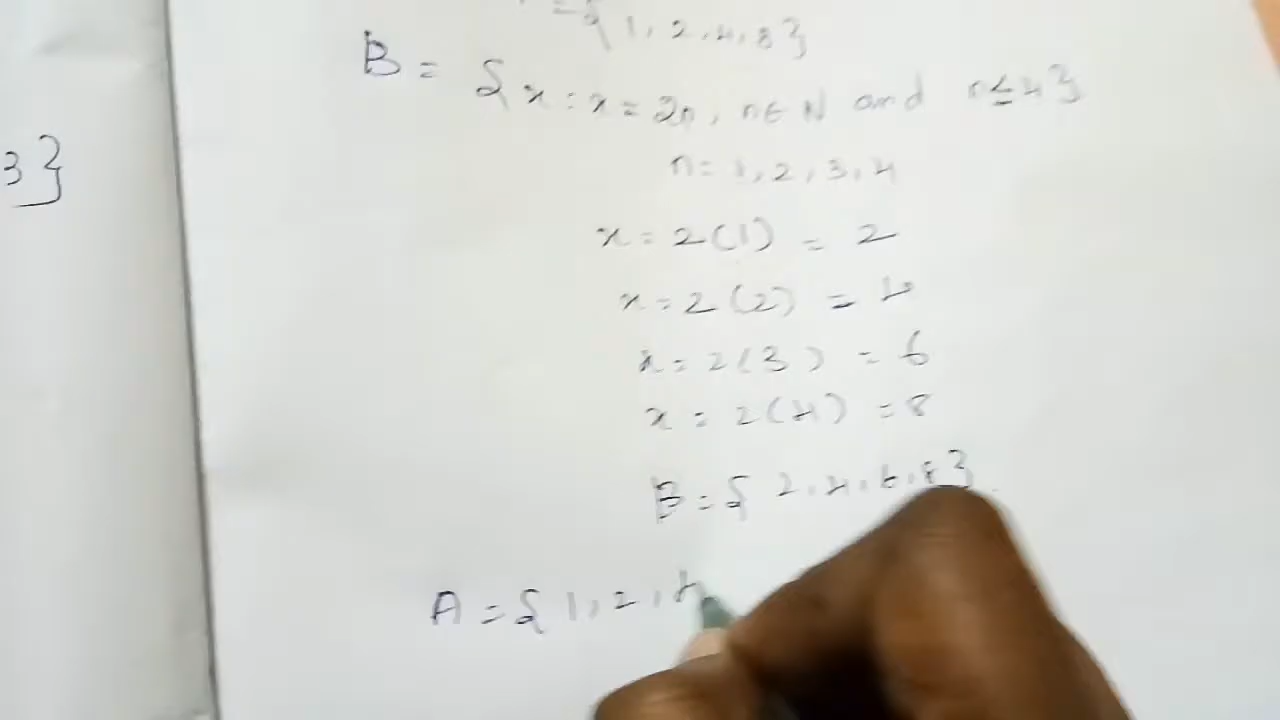 = { 1, 2, 4, 8 }
B = { x : x = 2n, n ∈ N and n ≤ 4 }
3 }
n = 1, 2, 3, 4
x = 2 (1) = 2
x = 2 (2) = 4
x = 2 (3) = 6
x = 2 (4) = 8
B = { 2, 4, 6, 8 }
A = { 1, 2, 4